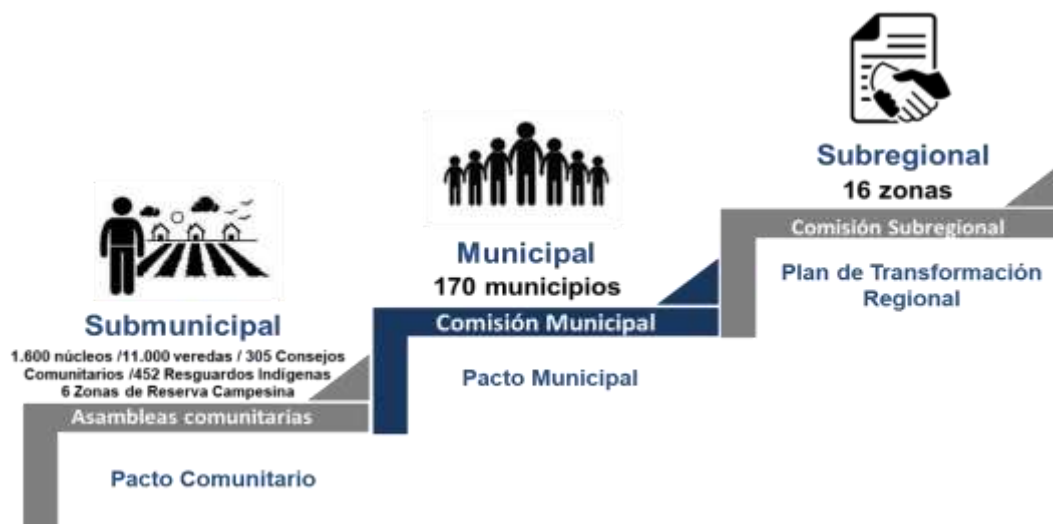 Submunicipal
1.600 núcleos /11.000 veredas / 305 Consejos
Comunitarios /452 Resguardos Indígenas
6 Zonas de Reserva Campesina
Asambleas comunitarias
Pacto Comunitario
Municipal
170 municipios
Comisión Municipal
Pacto Municipal
Subregional
16 zonas
Comisión Subregional
Plan de Transformación
Regional